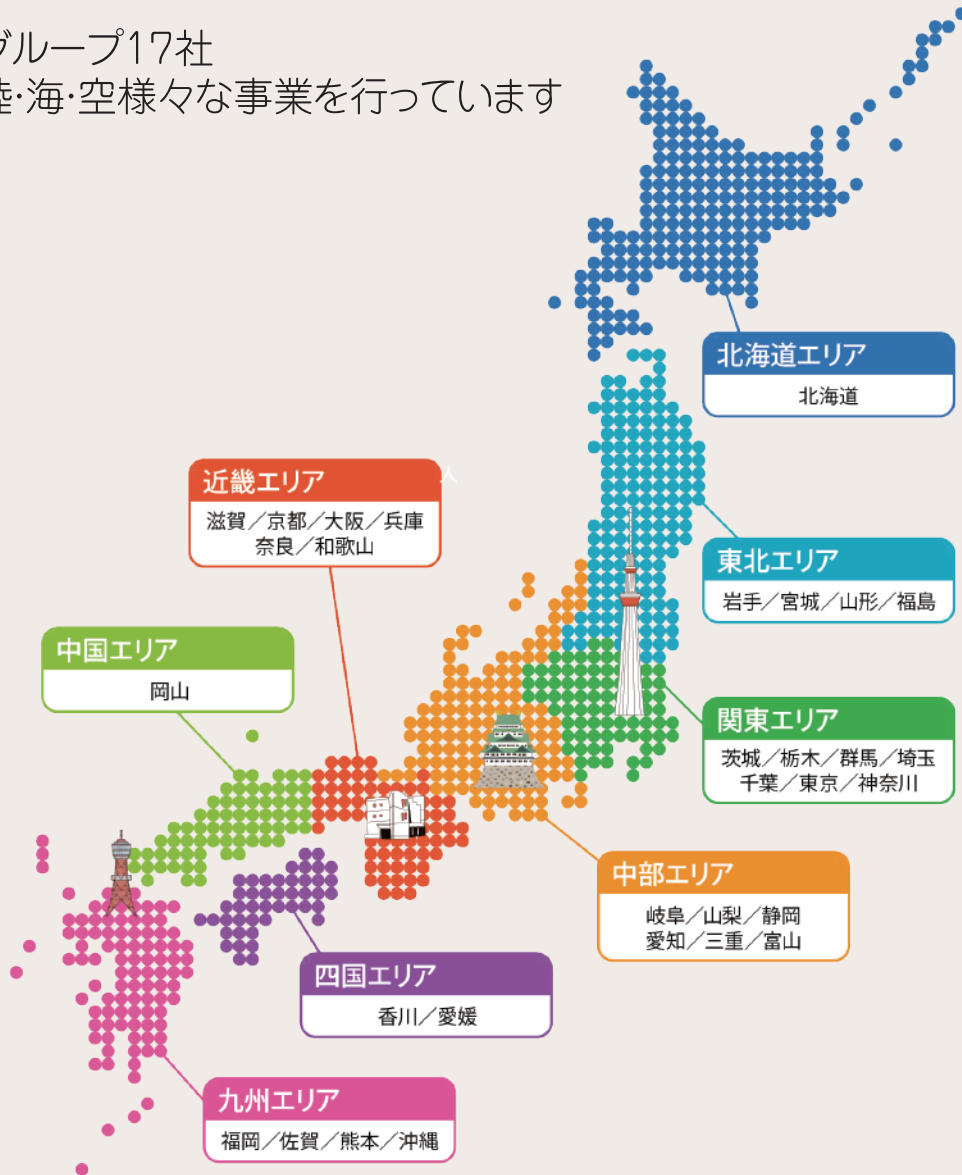 グループ17社
陸・海・空様々な事業を行っています
北海道エリア
北海道
近畿エリア
滋賀／京都／大阪／兵庫
奈良／和歌山
人
東北エリア
岩手／宮城／山形／福島
中国エリア
岡山
関東エリア
茨城／栃木／群馬／埼玉
千葉／東京／神奈川
中部エリア
岐阜／山梨／静岡
愛知／三重／富山
四国エリア
香川／愛媛
九州エリア
福岡／佐賀／熊本／沖縄